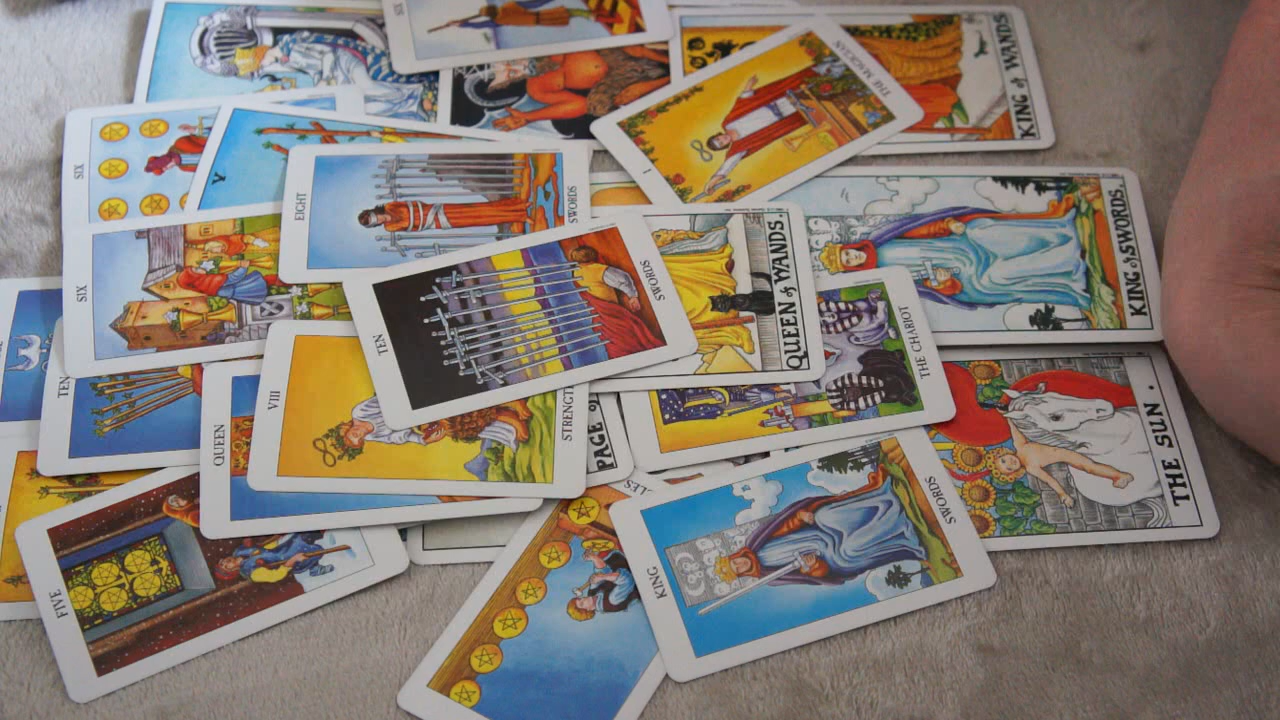 SIX
KING of WANDS
THE MAGICIAN
I
SIX
EIGHT
SWORDS
KING of SWORDS.
SIX
QUEEN of WANDS.
TEN
SWORDS
THE CHARIOT
TEN
QUEEN
VIII
STRENGTH
PAGE of
THE SUN .
FIVE
KING
SWORDS